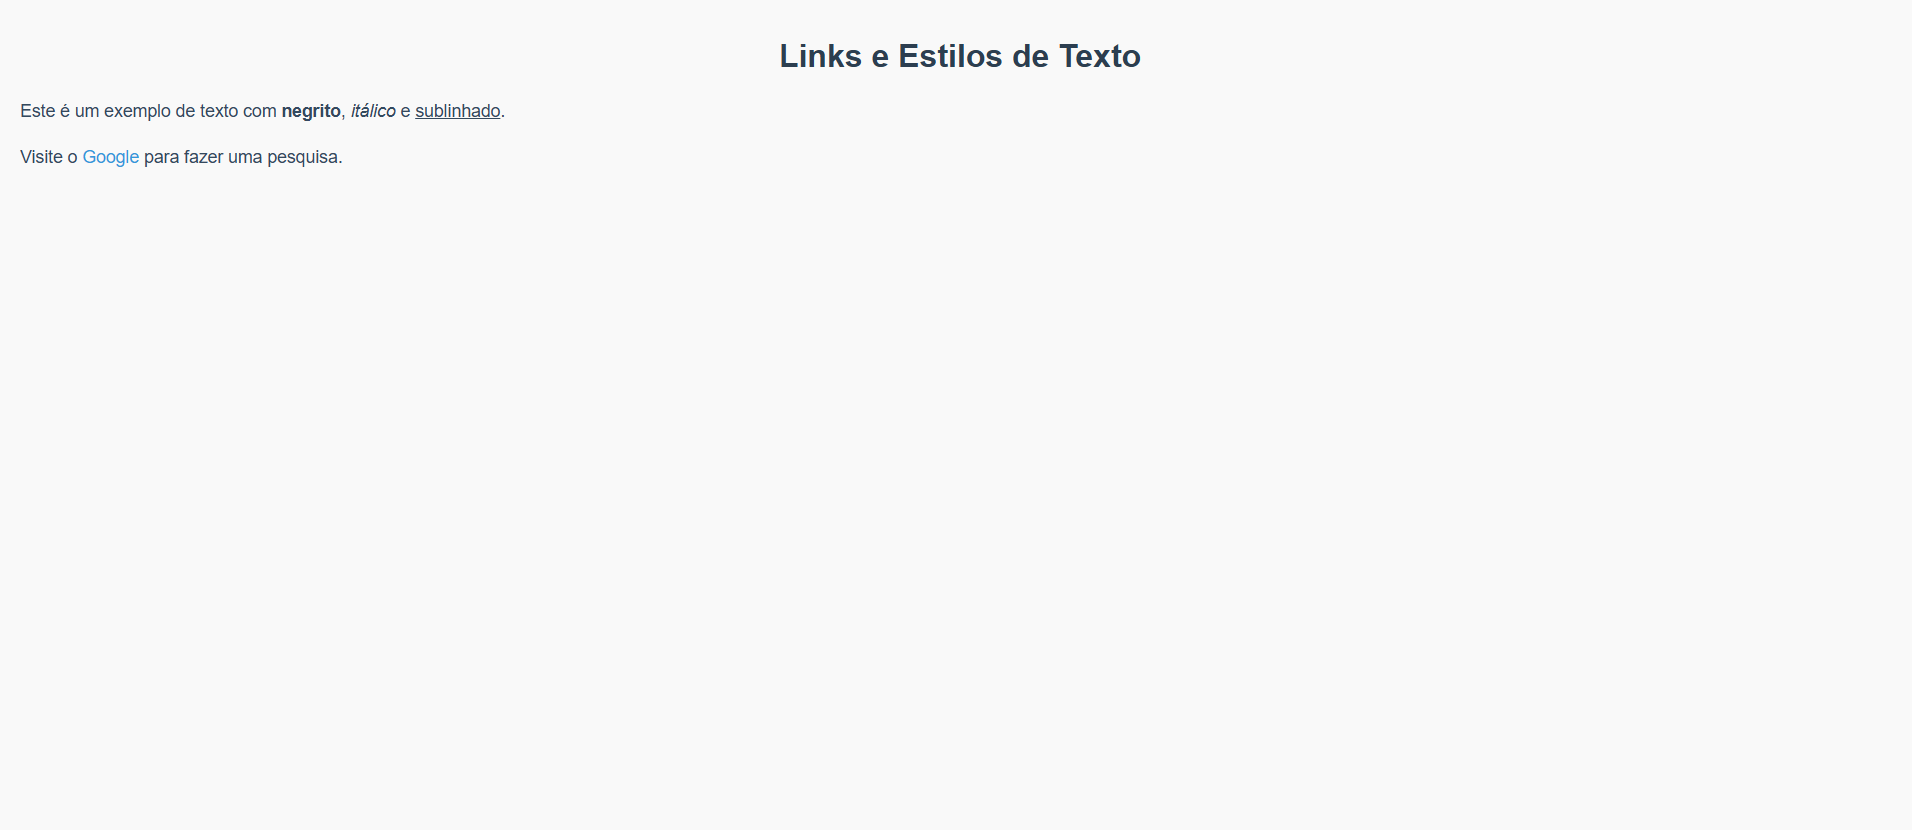 Links e Estilos de Texto
Este é um exemplo de texto com negrito, itálico e sublinhado.
Visite o Google para fazer uma pesquisa.